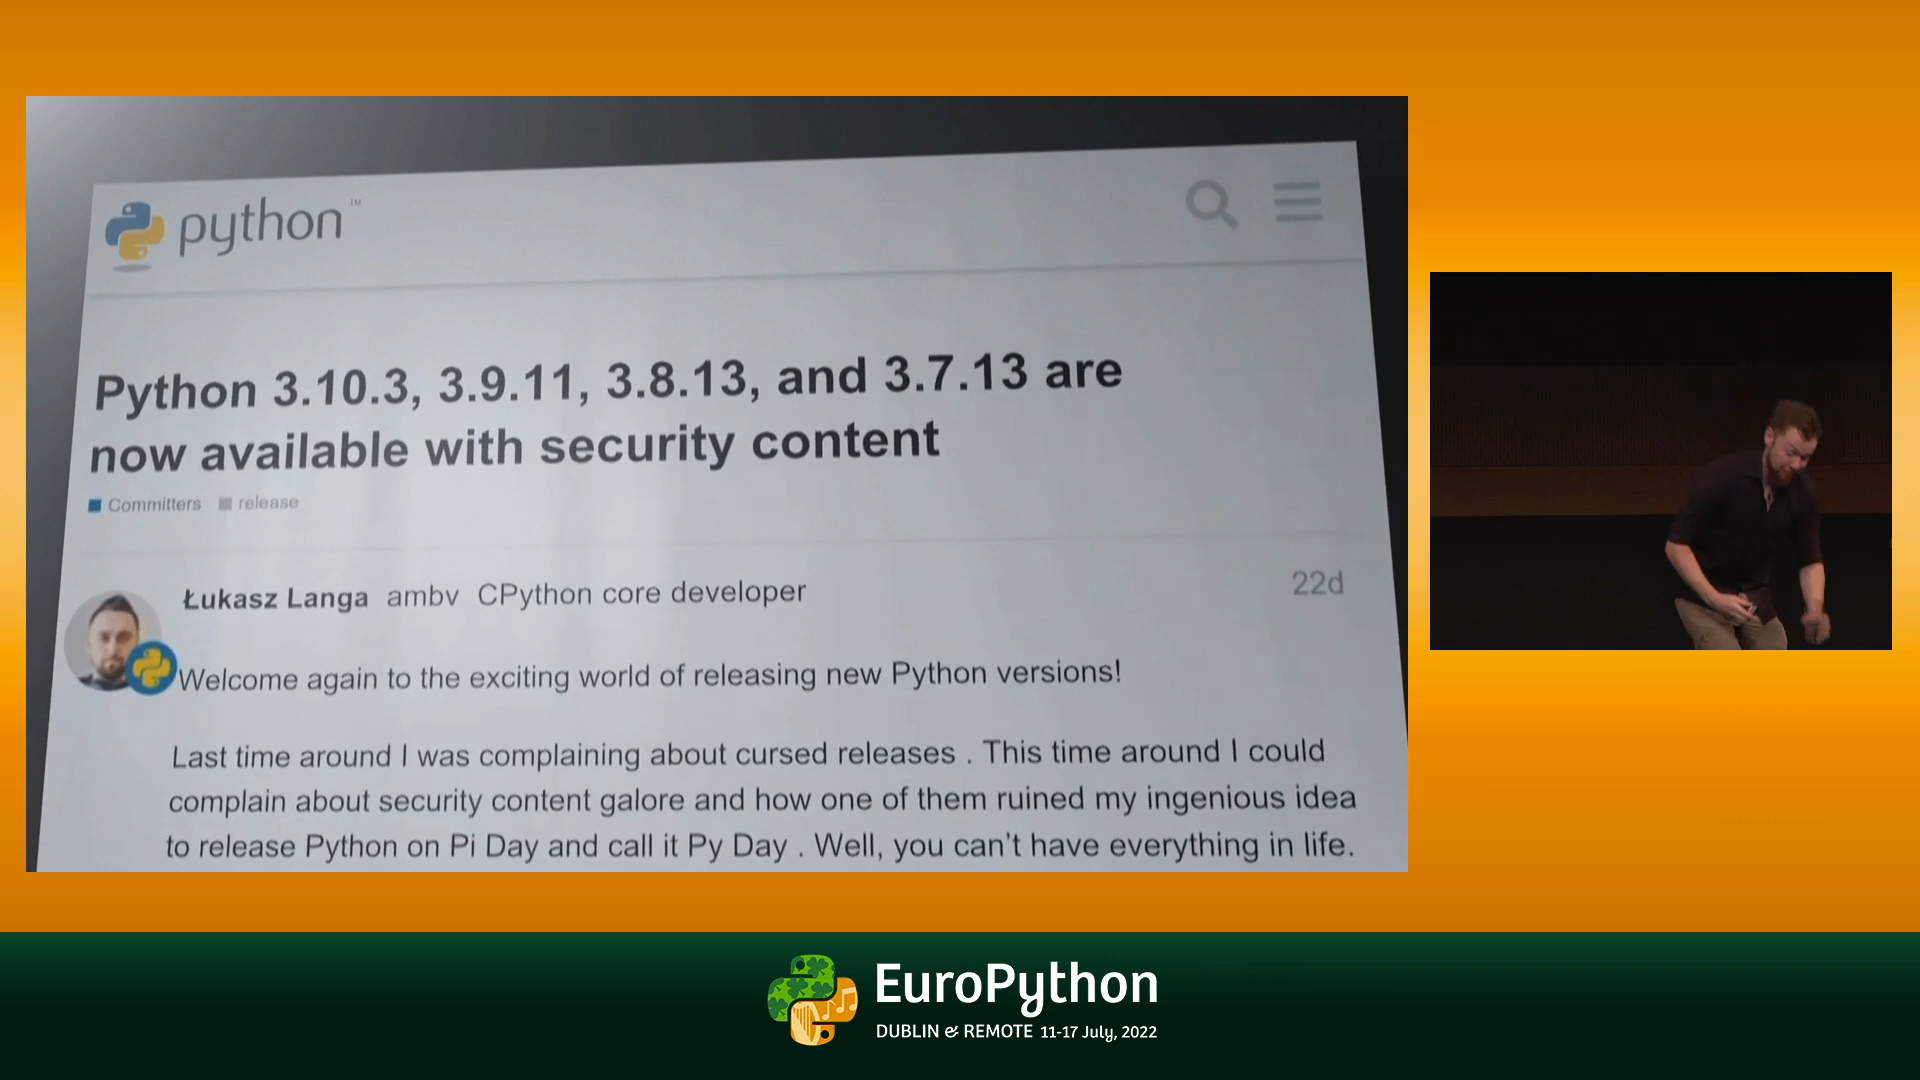 python™
Python 3.10.3, 3.9.11, 3.8.13, and 3.7.13 are
now available with security content
Committers release
Łukasz Langa ambv CPython core developer 22d
Welcome again to the exciting world of releasing new Python versions!
Last time around I was complaining about cursed releases . This time around I could
complain about security content galore and how one of them ruined my ingenious idea
to release Python on Pi Day and call it Py Day . Well, you can't have everything in life.
EuroPython
DUBLIN & REMOTE 11-17 July, 2022